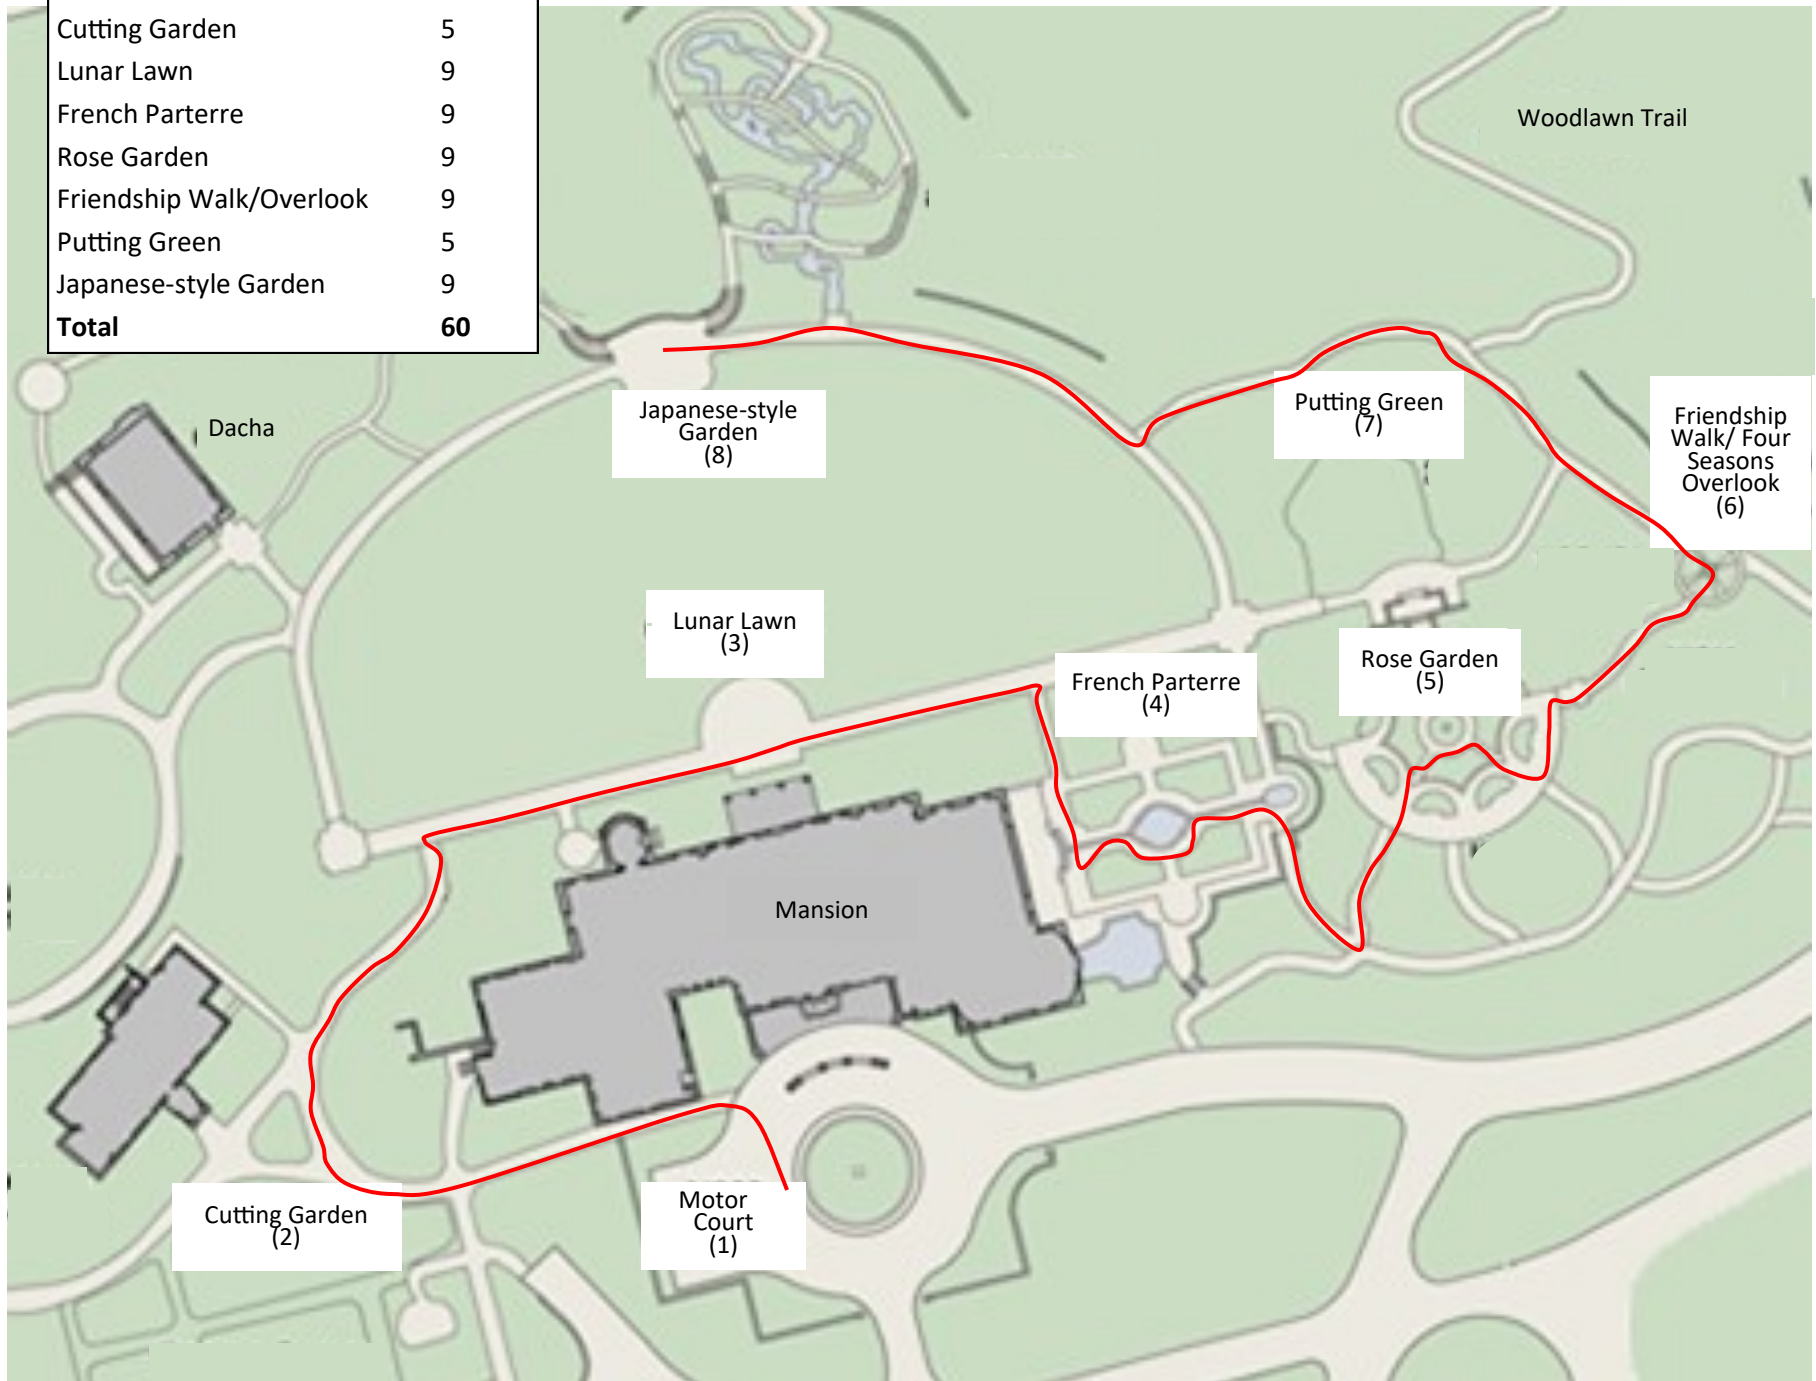 Cutting Garden 5
Lunar Lawn 9
French Parterre 9
Rose Garden 9
Friendship Walk/Overlook 9
Putting Green 5
Japanese-style Garden 9
Total 60
Woodlawn Trail
Dacha
Japanese-style
Garden
(8)
Putting Green
(7)
Friendship
Walk/ Four
Seasons
Overlook
(6)
Lunar Lawn
(3)
French Parterre
(4)
Rose Garden
(5)
Mansion
Cutting Garden
(2)
Motor
Court
(1)